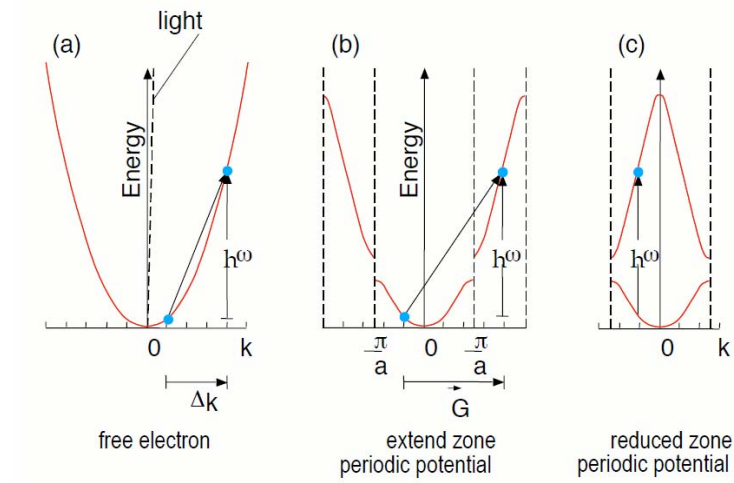 light
(a)
(b)
(c)
Energy
Energy
hω
hω
hω
0
k
π
a
0
π
a
0
k
Δk
G
free electron
extend zone
periodic potential
reduced zone
periodic potential